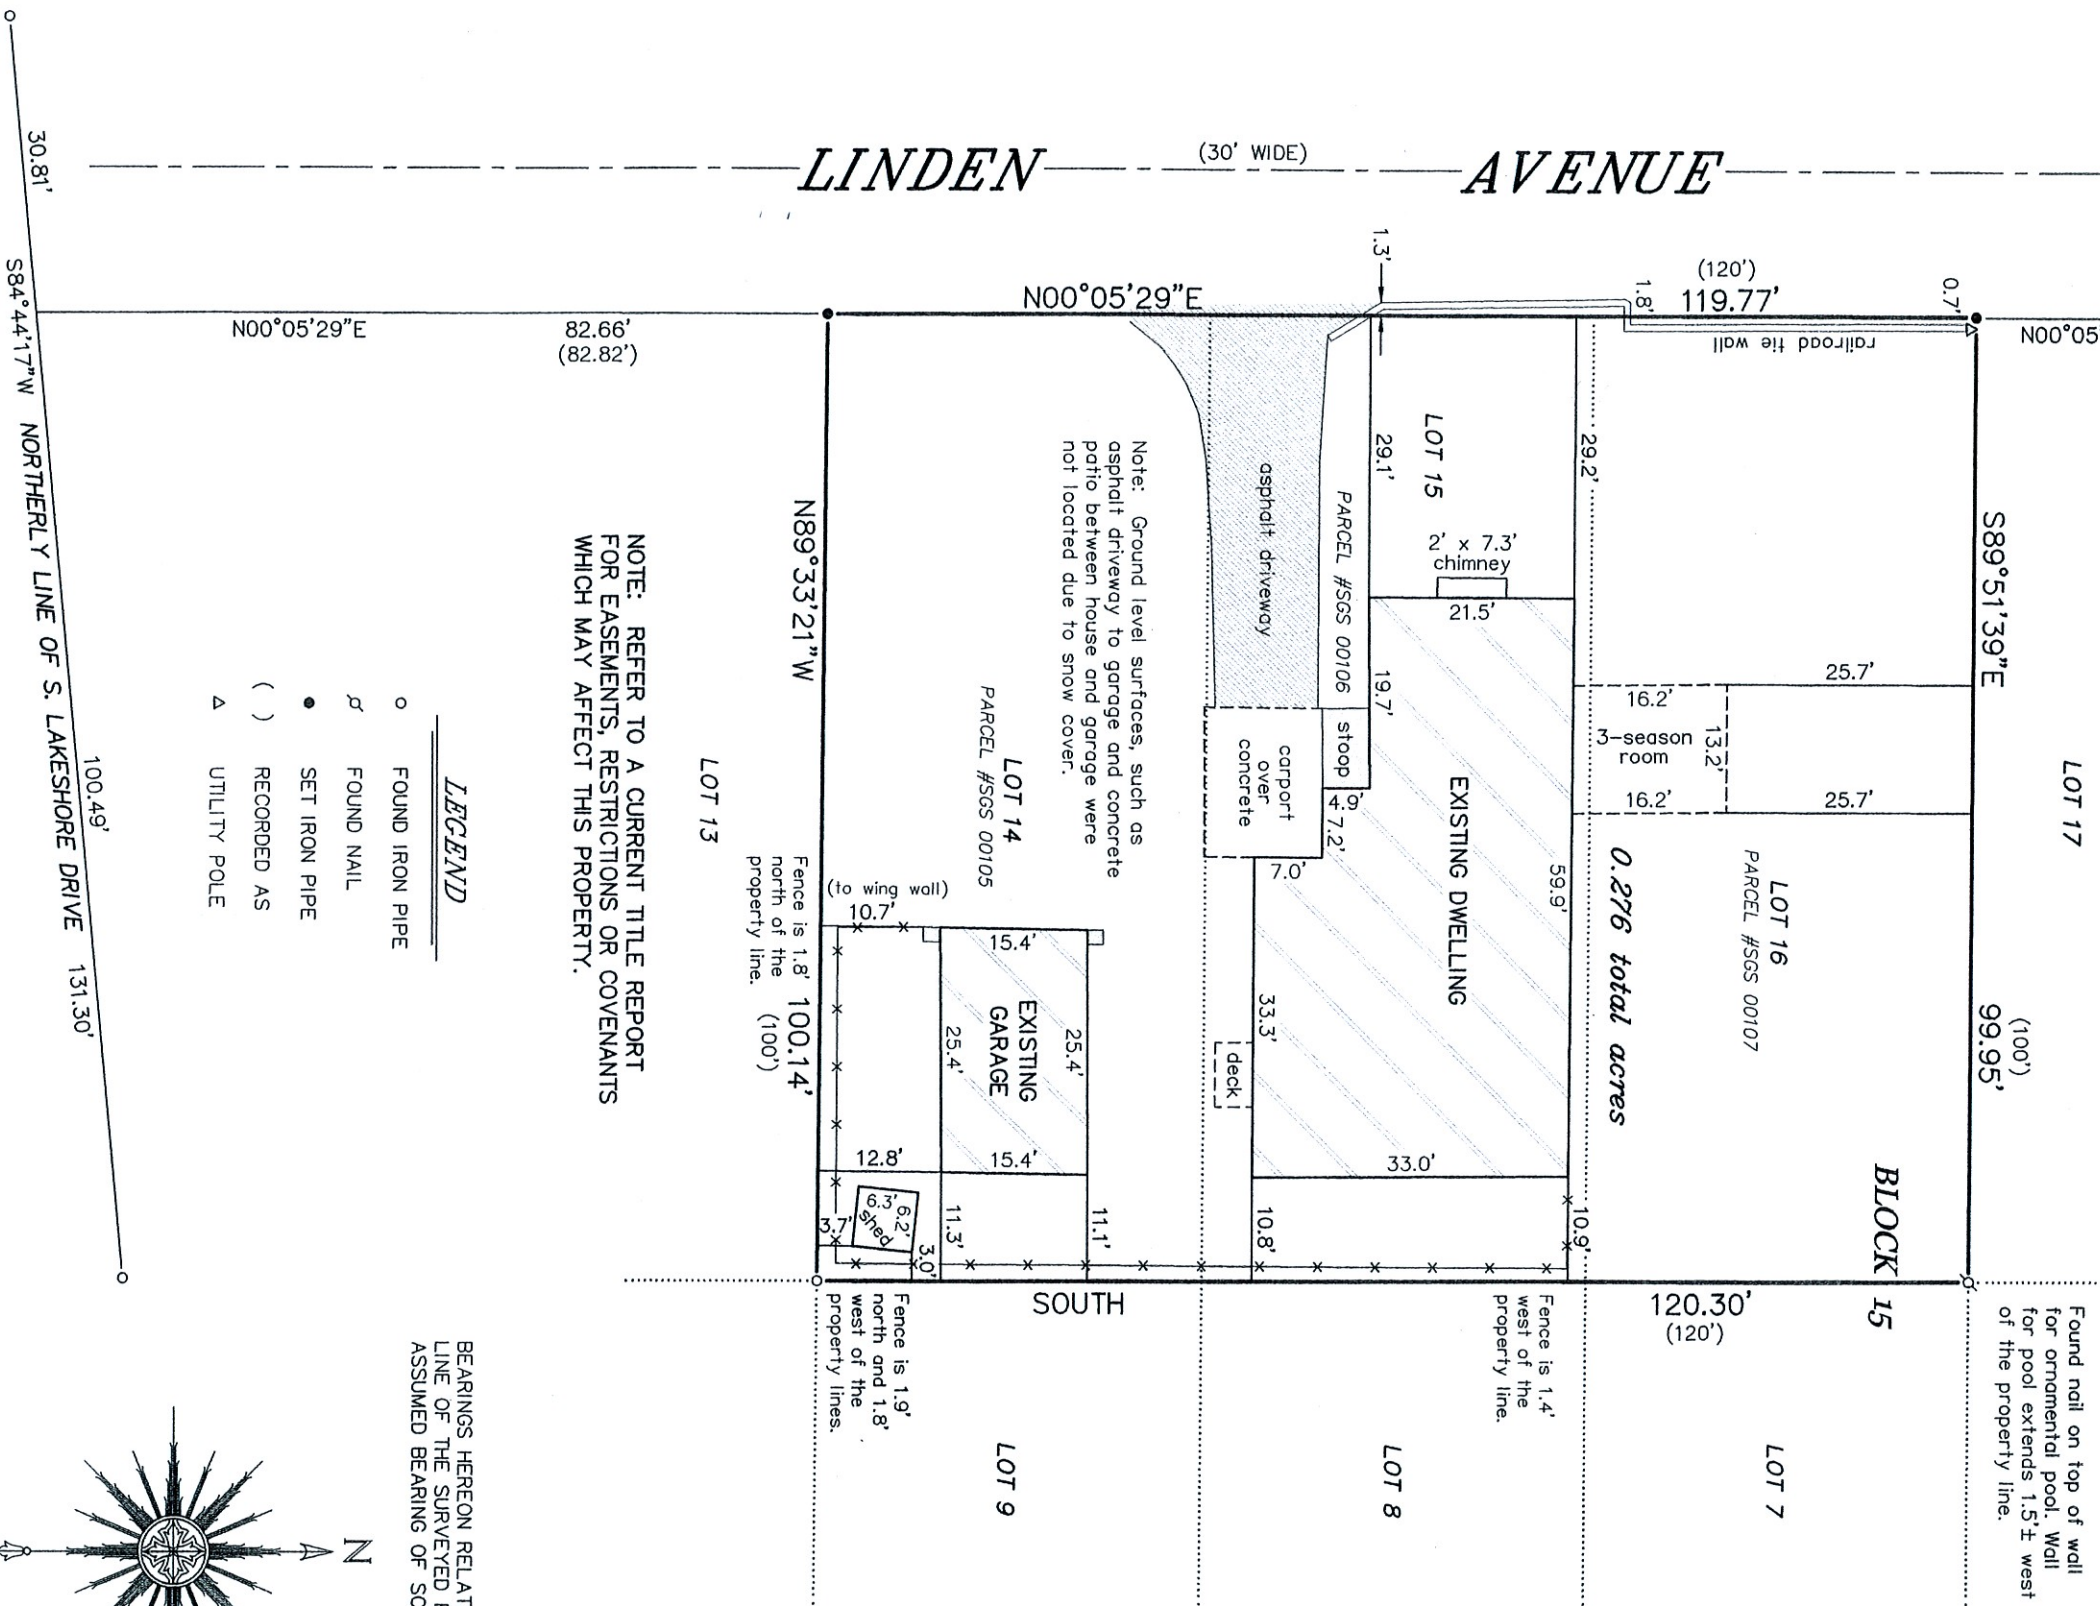 LINDEN AVENUE
(30' WIDE)
30.81'
S84°44'17"W NORTHERLY LINE OF S. LAKESHORE DRIVE 131.30'
100.49'
N00°05'29"E
82.66'
(82.82')
N00°05'29"E
1.3'
1.8'
(120')
119.77'
0.7'
N00°05
railroad tie wall
S89°51'39"E
(100')
99.95'
LOT 17
LOT 15
PARCEL #SGS 00106
29.1'
29.2'
2' x 7.3'
chimney
21.5'
19.7'
asphalt driveway
stoop
4.9'
7.2'
7.0'
carport
over
concrete
EXISTING DWELLING
59.9'
33.3'
33.0'
deck
10.8'
10.9'
25.7'
16.2'
3-season
room
13.2'
16.2'
25.7'
0.276 total acres
LOT 16
PARCEL #SGS 00107
BLOCK 15
Note: Ground level surfaces, such as
asphalt driveway to garage and concrete
patio between house and garage were
not located due to snow cover.
LOT 14
PARCEL #SGS 00105
N89°33'21"W
100.14'
(100')
(to wing wall)
10.7'
15.4'
EXISTING
GARAGE
25.4'
25.4'
15.4'
12.8'
11.3'
11.1'
6.3'
6.2'
shed
3.7'
3.0'
Fence is 1.8'
north of the
property line.
LOT 13
NOTE: REFER TO A CURRENT TITLE REPORT
FOR EASEMENTS, RESTRICTIONS OR COVENANTS
WHICH MAY AFFECT THIS PROPERTY.
LEGEND
FOUND IRON PIPE
FOUND NAIL
SET IRON PIPE
( ) RECORDED AS
UTILITY POLE
SOUTH
120.30'
(120')
Fence is 1.9'
north and 1.8'
west of the
property lines.
Fence is 1.4'
west of the
property line.
Found nail on top of wall
for ornamental pool. Wall
for pool extends 1.5'± west
of the property line.
LOT 9
LOT 8
LOT 7
BEARINGS HEREON RELAT
LINE OF THE SURVEYED
ASSUMED BEARING OF SO
N